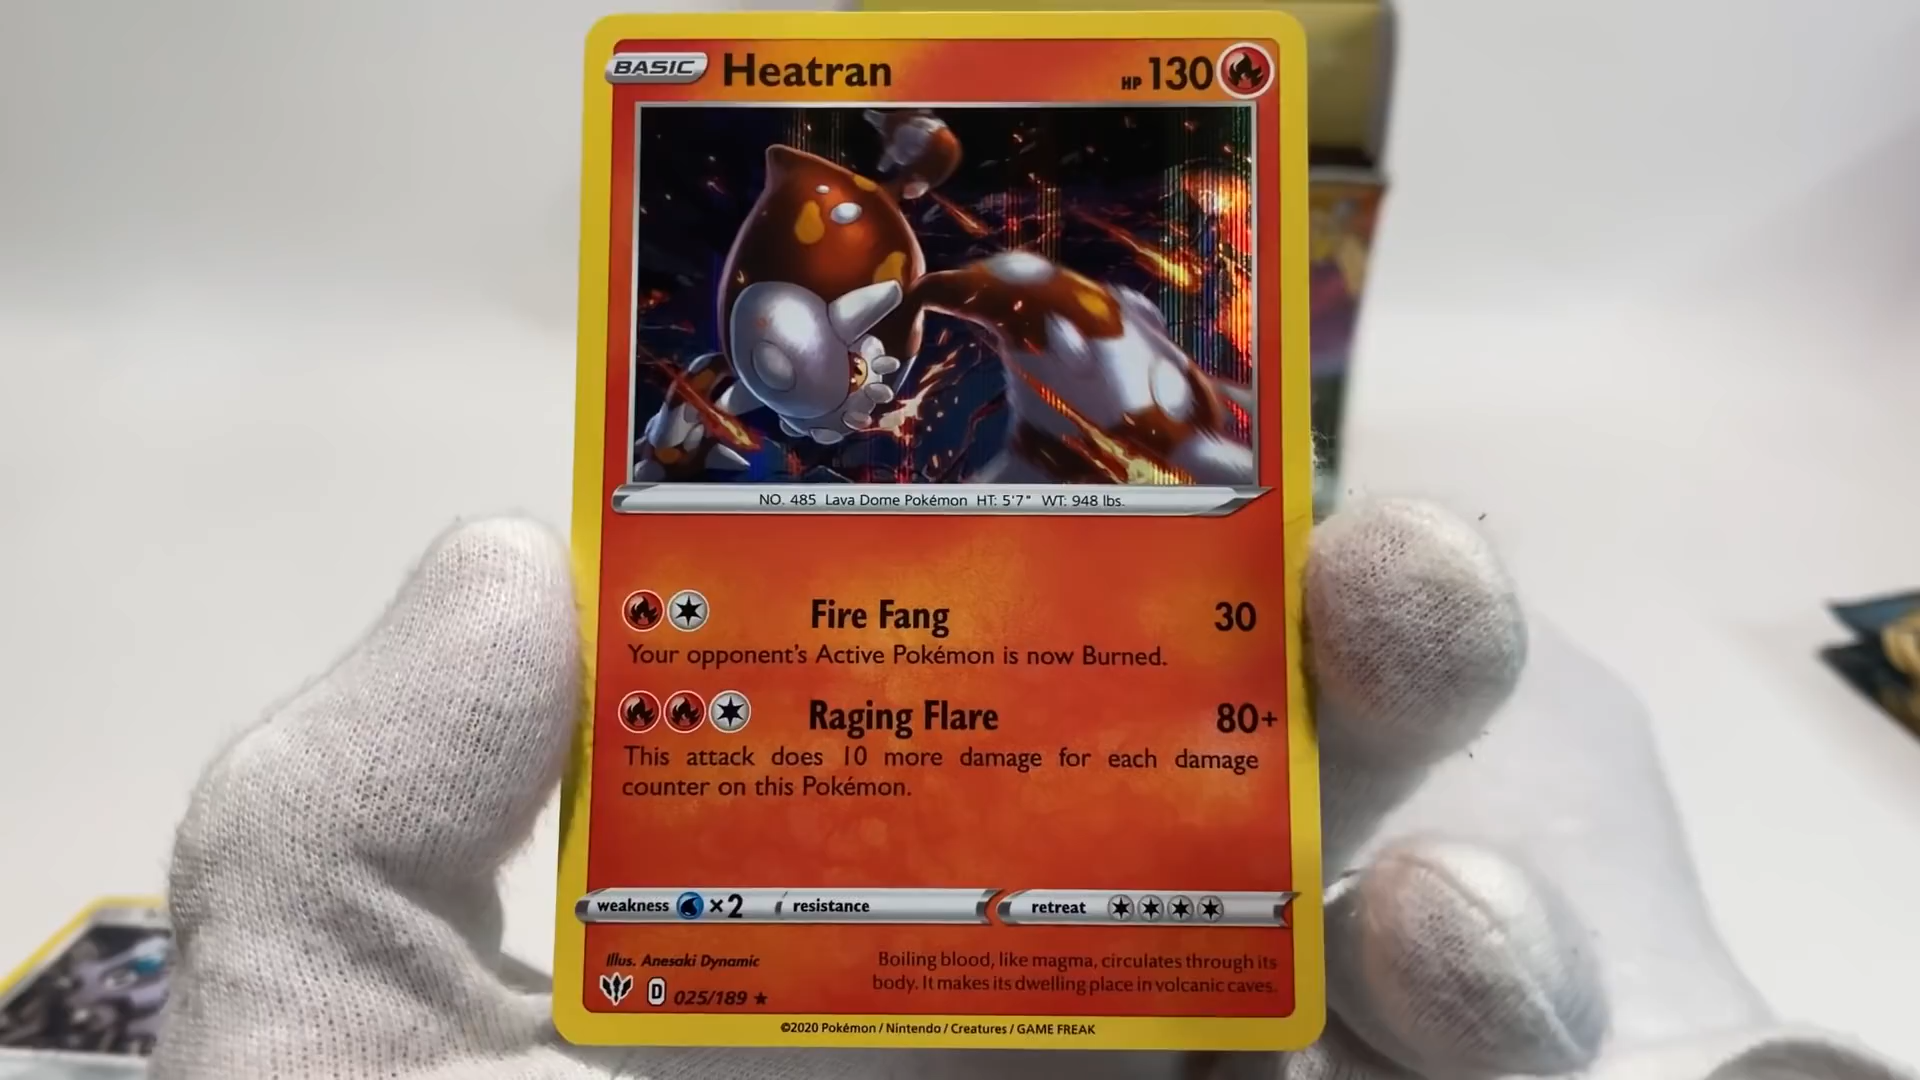 BASIC Heatran HP 130
NO. 485 Lava Dome Pokémon HT: 5'7" WT: 948 lbs.
Fire Fang 30
Your opponent's Active Pokémon is now Burned.
Raging Flare 80+
This attack does 10 more damage for each damage
counter on this Pokémon.
weakness ×2 resistance retreat
Illus. Anesaki Dynamic
Boiling blood, like magma, circulates through its
body. It makes its dwelling place in volcanic caves.
D 025/189 ★
©2020 Pokémon / Nintendo / Creatures / GAME FREAK